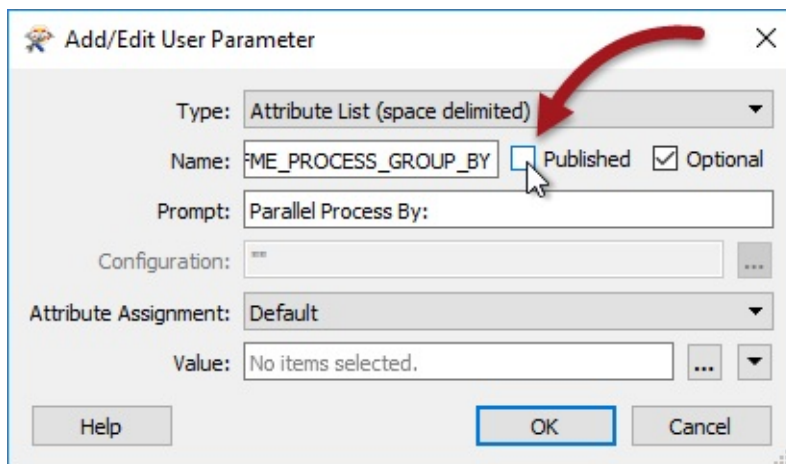 Add/Edit User Parameter
Type: Attribute List (space delimited)
Name: FME_PROCESS_GROUP_BY Published Optional
Prompt: Parallel Process By:
Configuration: "" ...
Attribute Assignment: Default
Value: No items selected. ...
Help OK Cancel